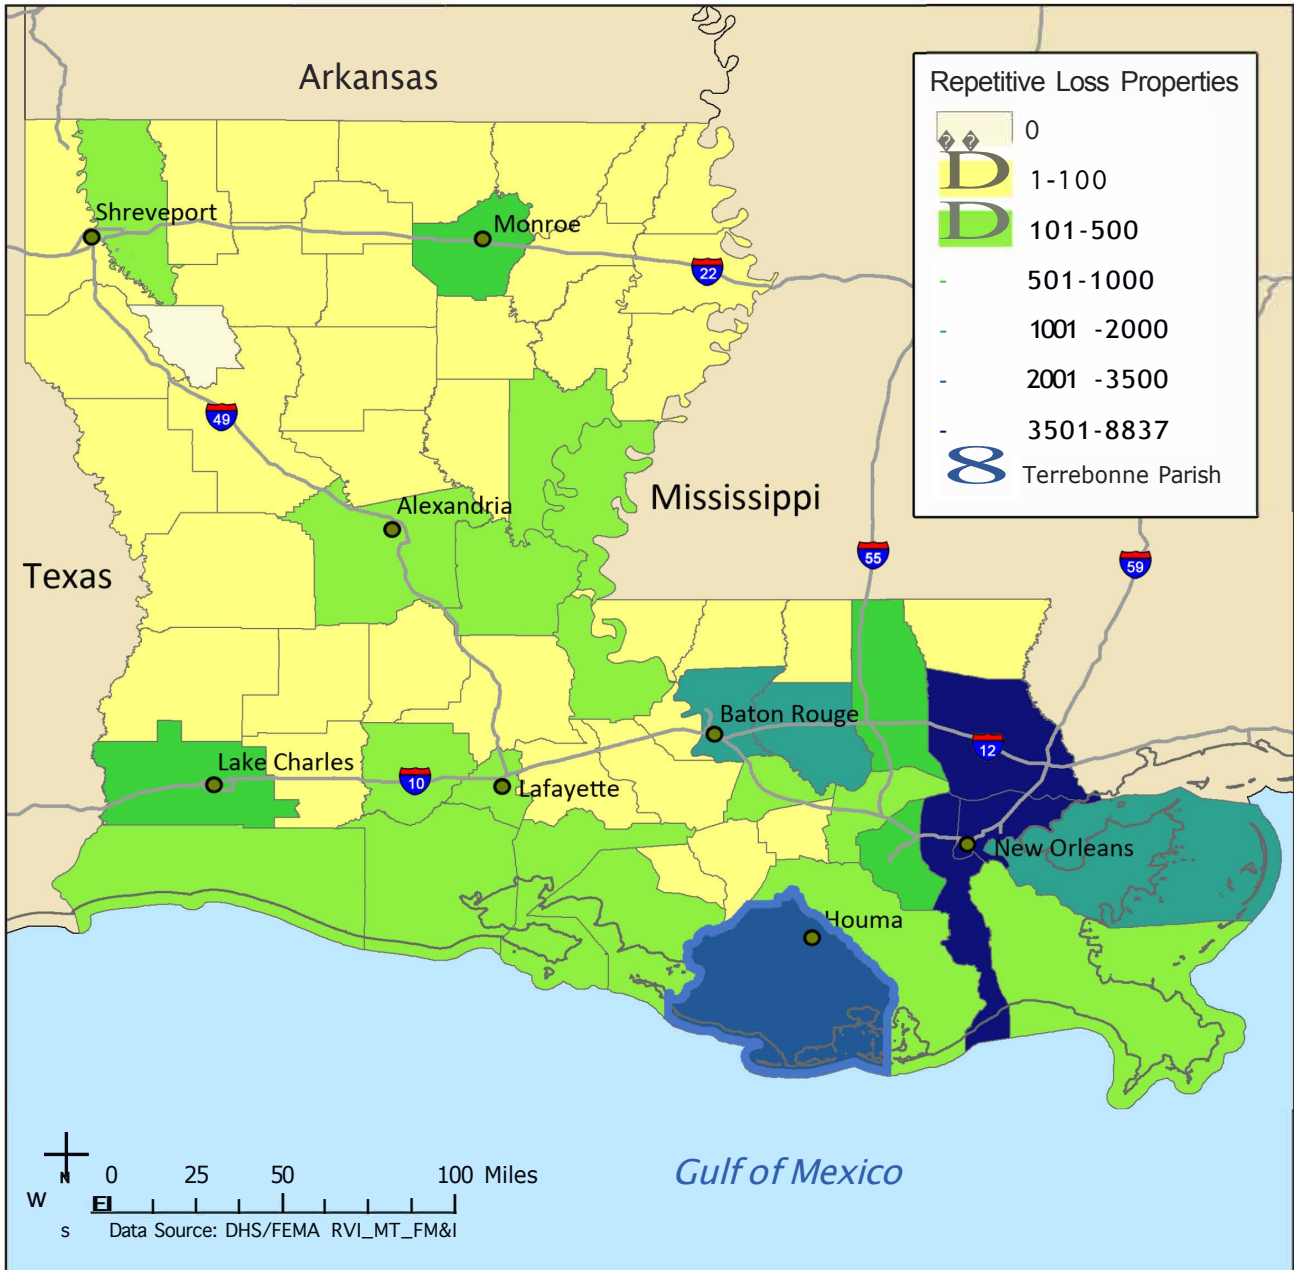 Arkansas
Repetitive Loss Properties
0
D
1-100
D
101-500
- 501-1000
- 1001 -2000
- 2001 -3500
- 3501-8837
8 Terrebonne Parish
Shreveport
Monroe
22
49
Alexandria
Mississippi
Texas
55
59
Baton Rouge
12
Lake Charles
10
Lafayette
New Orleans
Houma
Gulf of Mexico
N
W
s
EI
0 25 50 100 Miles
Data Source: DHS/FEMA RVI_MT_FM&I